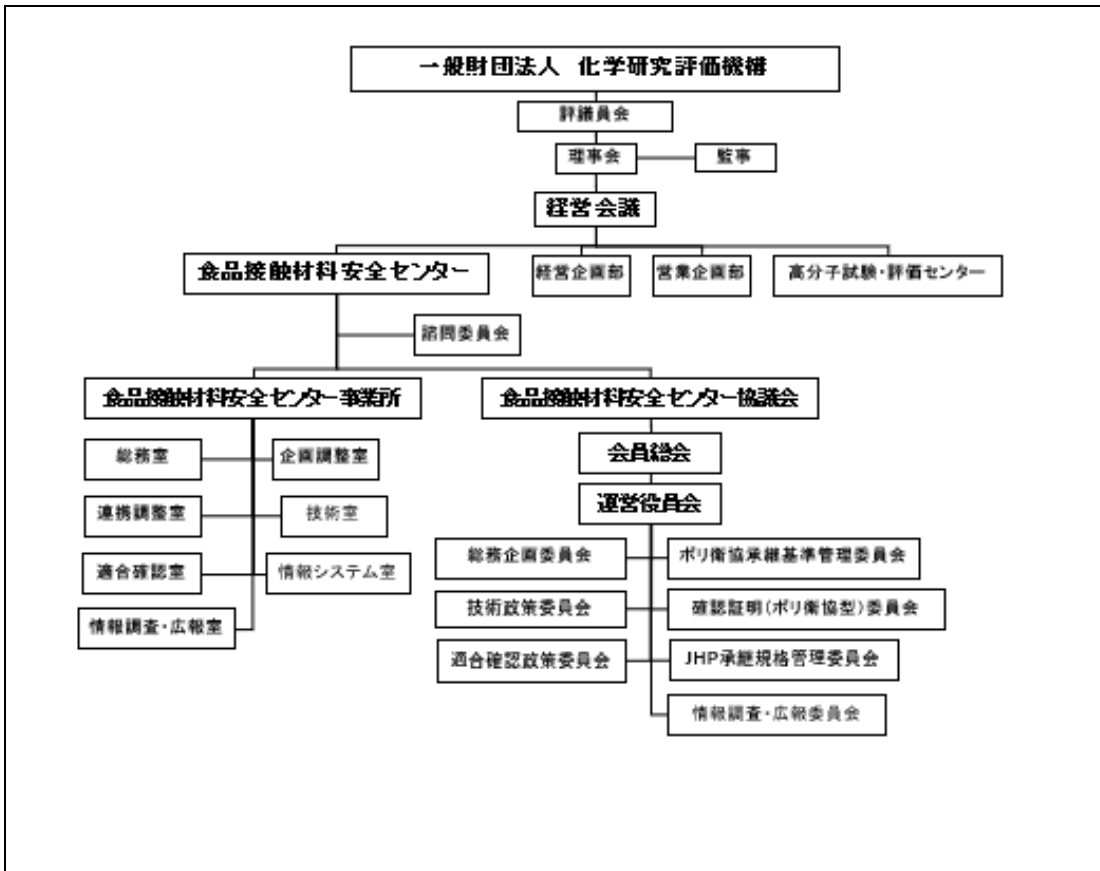 一般財団法人 化学研究評価機構
評議員会
理事会
監事
経営会議
食品接触材料安全センター
経営企画部
営業企画部
高分子試験・評価センター
諮問委員会
食品接触材料安全センター事業所
食品接触材料安全センター協議会
総務室
企画調整室
会員総会
連携調整室
技術室
運営役員会
適合確認室
情報システム室
総務企画委員会
ポリ衛協承継基準管理委員会
情報調査・広報室
技術政策委員会
確認証明(ポリ衛協型)委員会
適合確認政策委員会
JHP承継規格管理委員会
情報調査・広報委員会